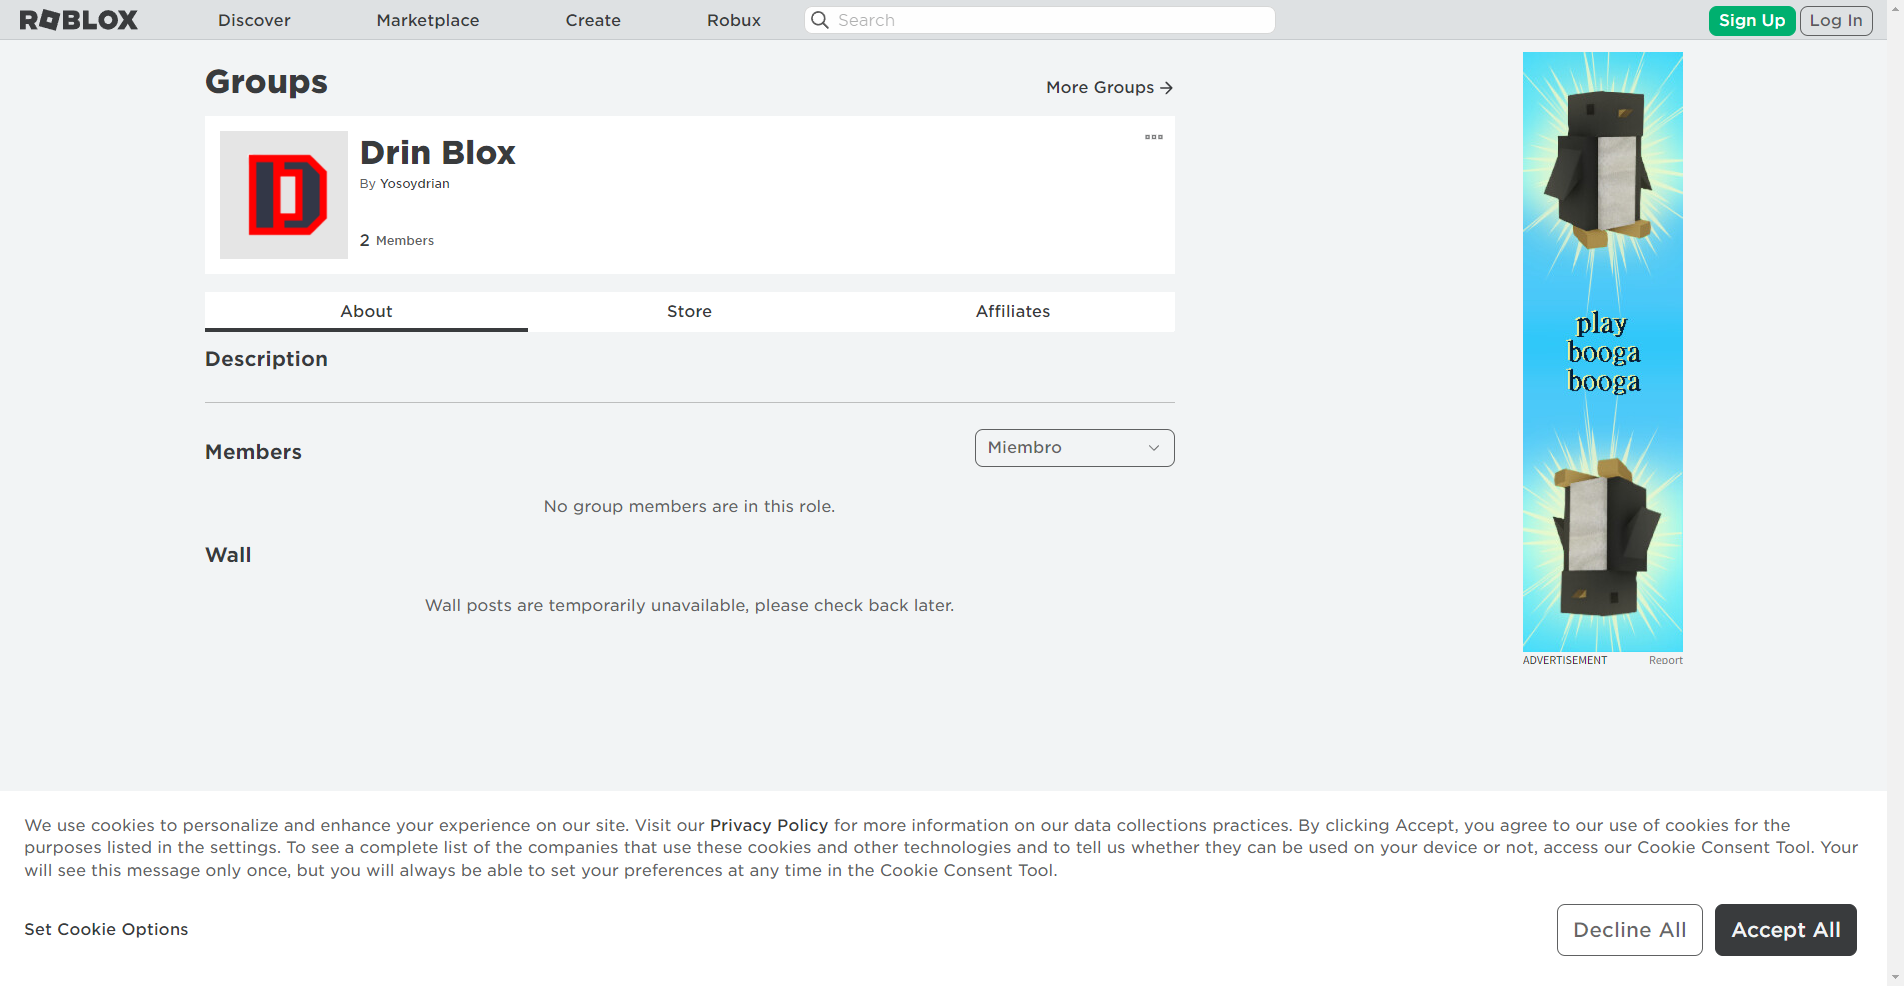 ROBLOX
Discover
Marketplace
Create
Robux
Search
Sign Up
Log In
Groups
More Groups
Drin Blox
By Yosoydrian
2 Members
About
Store
Affiliates
Description
Members
Miembro
No group members are in this role.
Wall
Wall posts are temporarily unavailable, please check back later.
play
booga
booga
ADVERTISEMENT
Report
We use cookies to personalize and enhance your experience on our site. Visit our Privacy Policy for more information on our data collections practices. By clicking Accept, you agree to our use of cookies for the
purposes listed in the settings. To see a complete list of the companies that use these cookies and other technologies and to tell us whether they can be used on your device or not, access our Cookie Consent Tool. Your
will see this message only once, but you will always be able to set your preferences at any time in the Cookie Consent Tool.
Set Cookie Options
Decline All
Accept All